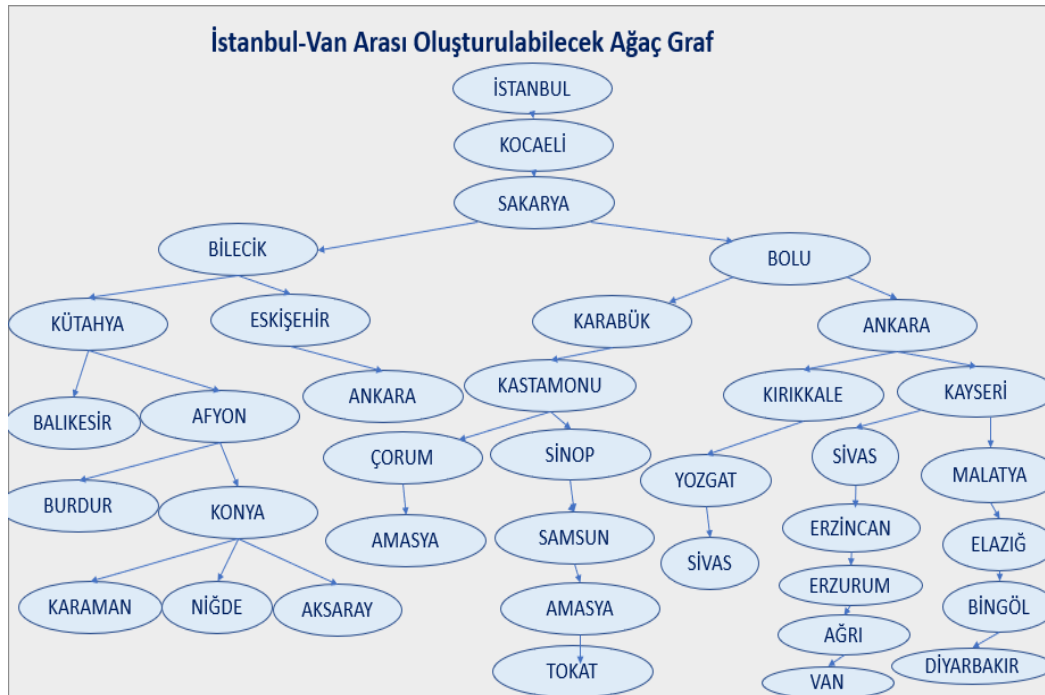 İstanbul-Van Arası Oluşturulabilecek Ağaç Graf
İSTANBUL
KOCAELİ
SAKARYA
BİLECİK
BOLU
KÜTAHYA
ESKİŞEHİR
KARABÜK
ANKARA
BALIKESİR
AFYON
ANKARA
KASTAMONU
KIRIKKALE
KAYSERİ
ÇORUM
SİNOP
SİVAS
MALATYA
BURDUR
KONYA
YOZGAT
AMASYA
SAMSUN
SİVAS
ERZİNCAN
ELAZIĞ
KARAMAN
NİĞDE
AKSARAY
AMASYA
ERZURUM
BİNGÖL
AĞRI
TOKAT
VAN
DİYARBAKIR